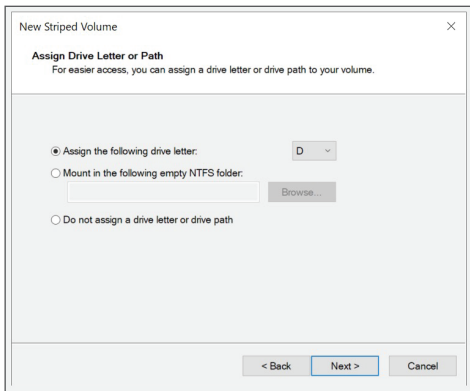 New Striped Volume
Assign Drive Letter or Path
For easier access, you can assign a drive letter or drive path to your volume.
Assign the following drive letter: D
Mount in the following empty NTFS folder:
Browse...
Do not assign a drive letter or drive path
< Back Next > Cancel